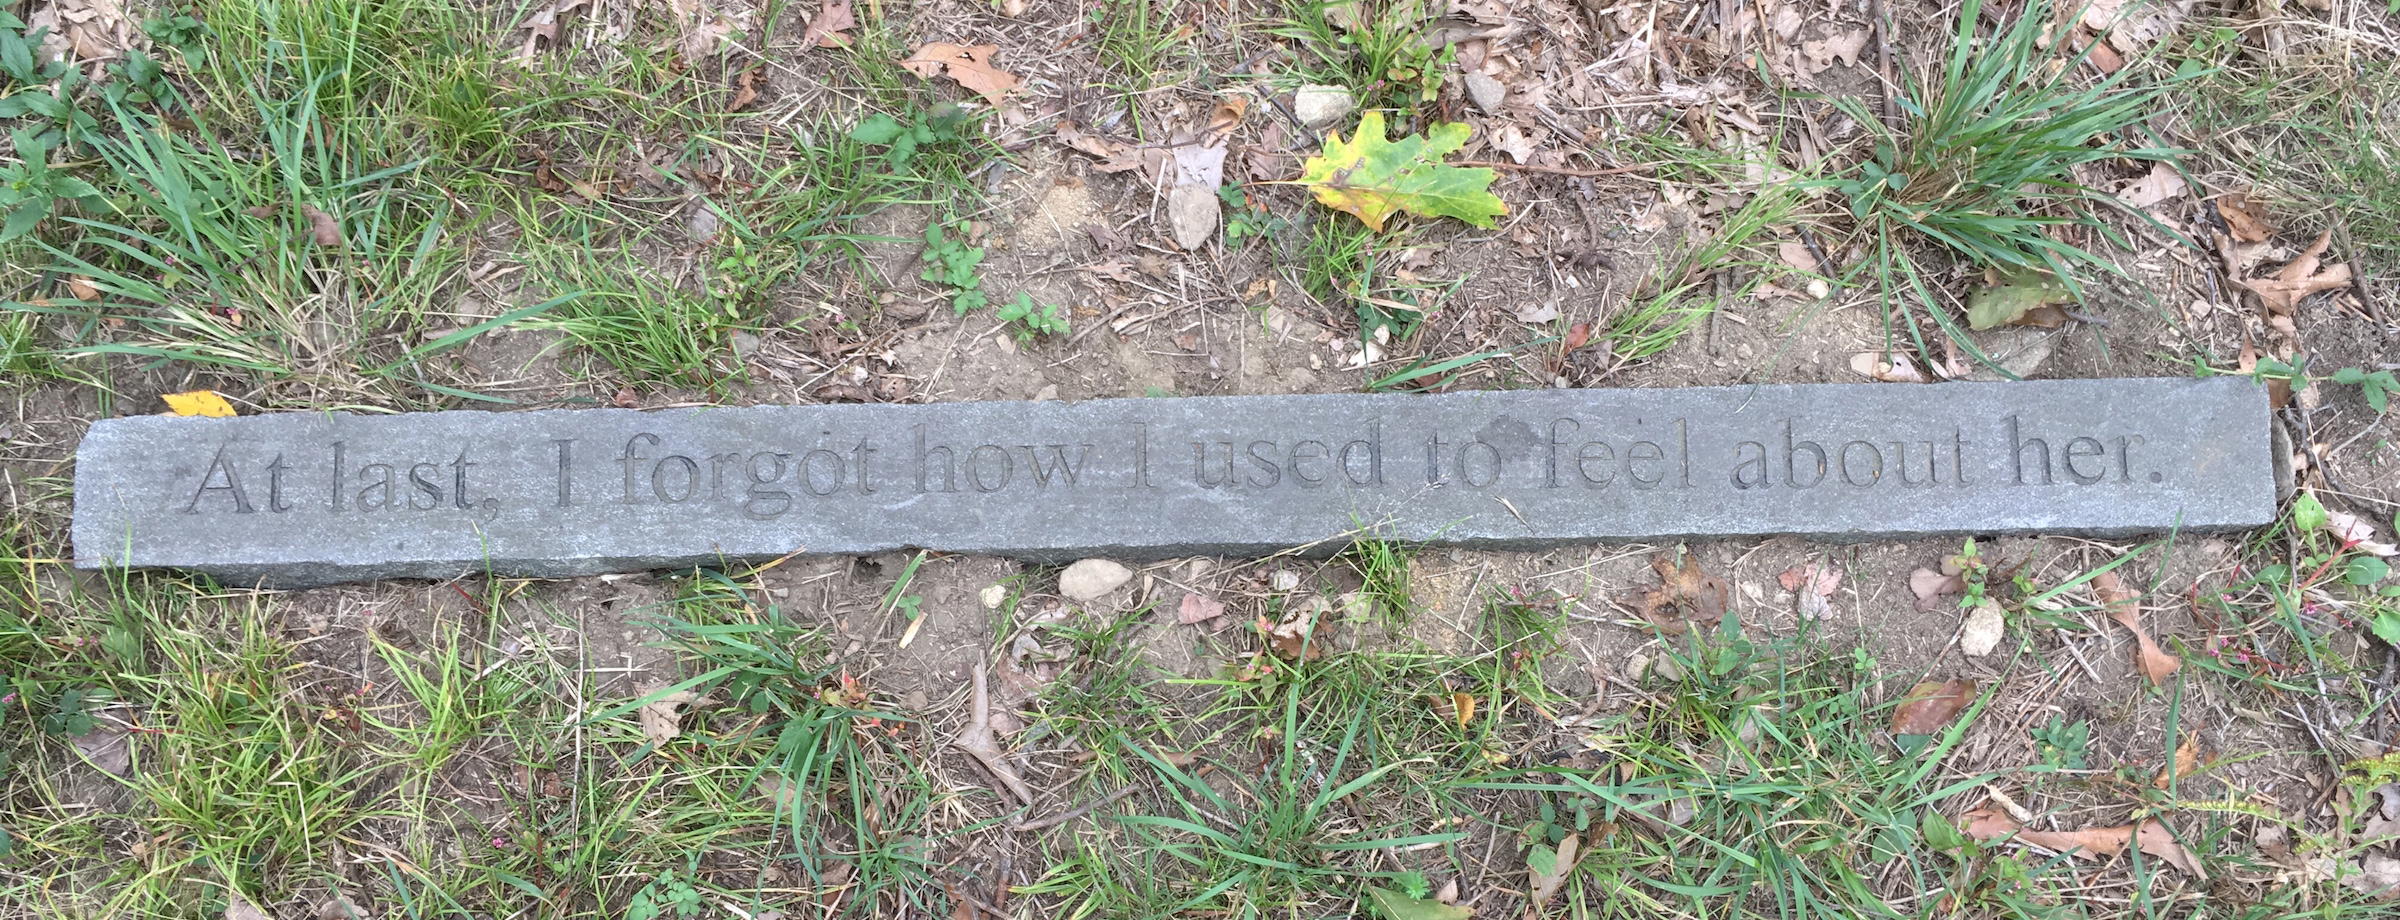 At last, I forgot how I used to feel about her.